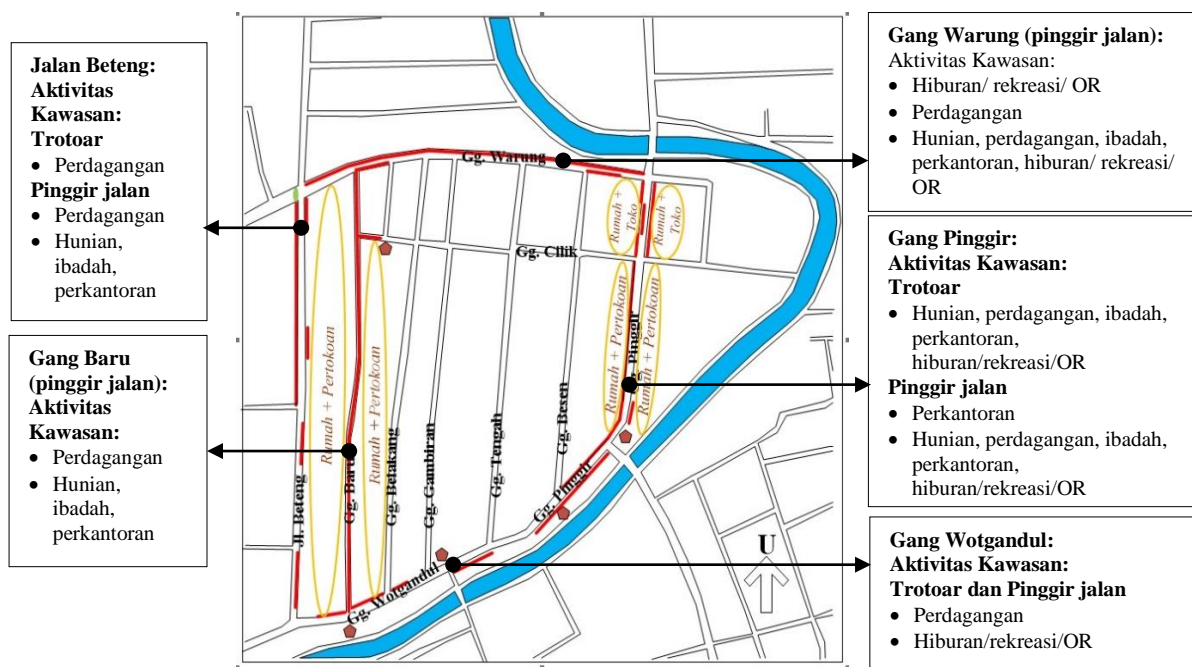 Jalan Beteng:
Aktivitas
Kawasan:
Trotoar
• Perdagangan
Pinggir jalan
• Perdagangan
• Hunian,
ibadah,
perkantoran
Gang Baru
(pinggir jalan):
Aktivitas
Kawasan:
• Perdagangan
• Hunian,
ibadah,
perkantoran
Gg. Warung
Rumah +
Toko
Rumah +
Toko
Gg. Cilik
Rumah + Pertokoan
Gg. Pinggir
Rumah + Pertokoan
Rumah + Pertokoan
Rumah + Pertokoan
Jl. Beteng
Gg. Baru
Gg. Betakang
Gg. Gambiran
Gg. Tengah
Gg. Besen
Gg. Pinggir
Gg. Wotgandul
U
Gang Warung (pinggir jalan):
Aktivitas Kawasan:
• Hiburan/ rekreasi/ OR
• Perdagangan
• Hunian, perdagangan, ibadah,
perkantoran, hiburan/ rekreasi/
OR
Gang Pinggir:
Aktivitas Kawasan:
Trotoar
• Hunian, perdagangan, ibadah,
perkantoran,
hiburan/rekreasi/OR
Pinggir jalan
• Perkantoran
• Hunian, perdagangan, ibadah,
perkantoran,
hiburan/rekreasi/OR
Gang Wotgandul:
Aktivitas Kawasan:
Trotoar dan Pinggir jalan
• Perdagangan
• Hiburan/rekreasi/OR